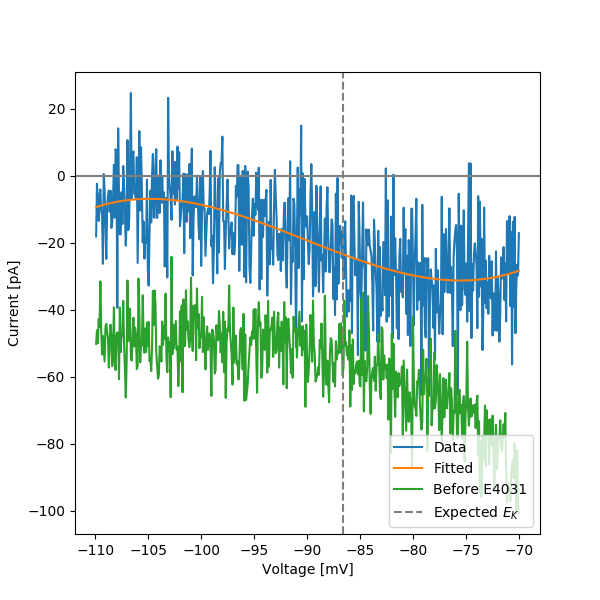 20
0
−20
−40
−60
−80
−100
Current [pA]
Data
Fitted
Before E4031
Expected $E_K$
−110
−105
−100
−95
−90
−85
−80
−75
−70
Voltage [mV]